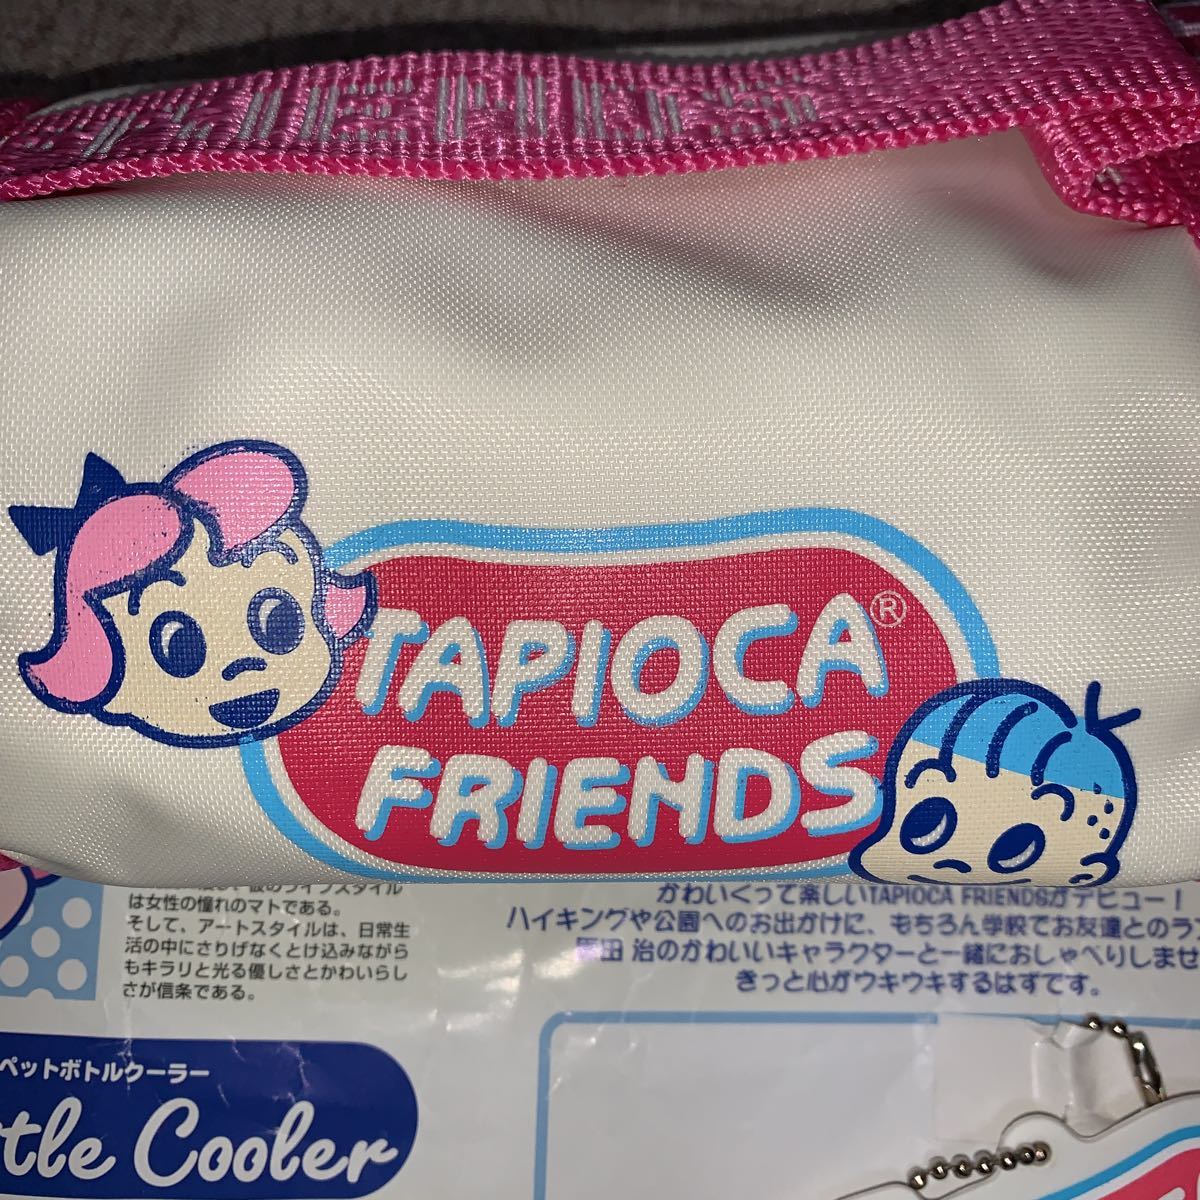 FRIENDS
TAPIOCA®
FRIENDS
は女性の憧れのマトである。
そして、アートスタイルは、日常生
活の中にさりげなくとけ込みながら
もキラリと光る優しさとかわいらし
さが信条である。
かわいくって楽しいTAPIOCA FRIENDSがデビュー！
ハイキングや公園へのお出かけに、もちろん学校でお友達とのラ
田 治のかわいいキャラクターと一緒におしゃべりしませ
きっと心がウキウキするはずです。
ペットボトルクーラー
tle Cooler